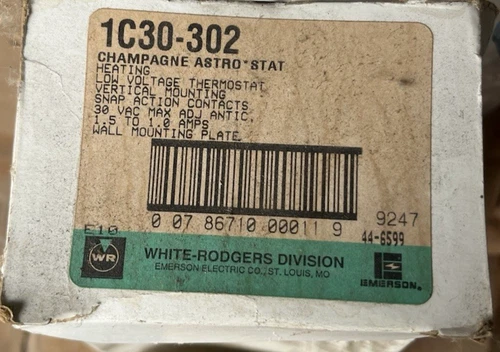 1C30-302
CHAMPAGNE ASTRO*STAT
HEATING
LOW VOLTAGE THERMOSTAT
VERTICAL MOUNTING
SNAP ACTION CONTACTS
30 VAC MAX ADJ ANTIC.
1.5 TO 1.0 AMPS
WALL MOUNTING PLATE
0 07 86710 00011 9
9247
E10
44-6599
WR
WHITE-RODGERS DIVISION
EMERSON ELECTRIC CO., ST. LOUIS, MO
EMERSON.